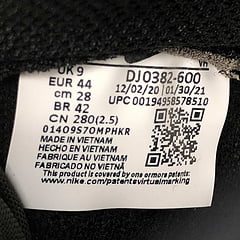 UK 9 DJ0382-600
EUR 44 12/02/20 01/30/21
cm 28 UPC 00194958578510
BR 42
CN 280(2.5)
MADE IN VIETNAM
HECHO EN VIETNAM
FABRIQUE AU VIETNAM
FABRICADO NO VIETNÃ
This product is covered by one or more patents:
www.nike.com/patentsvirtualmarking